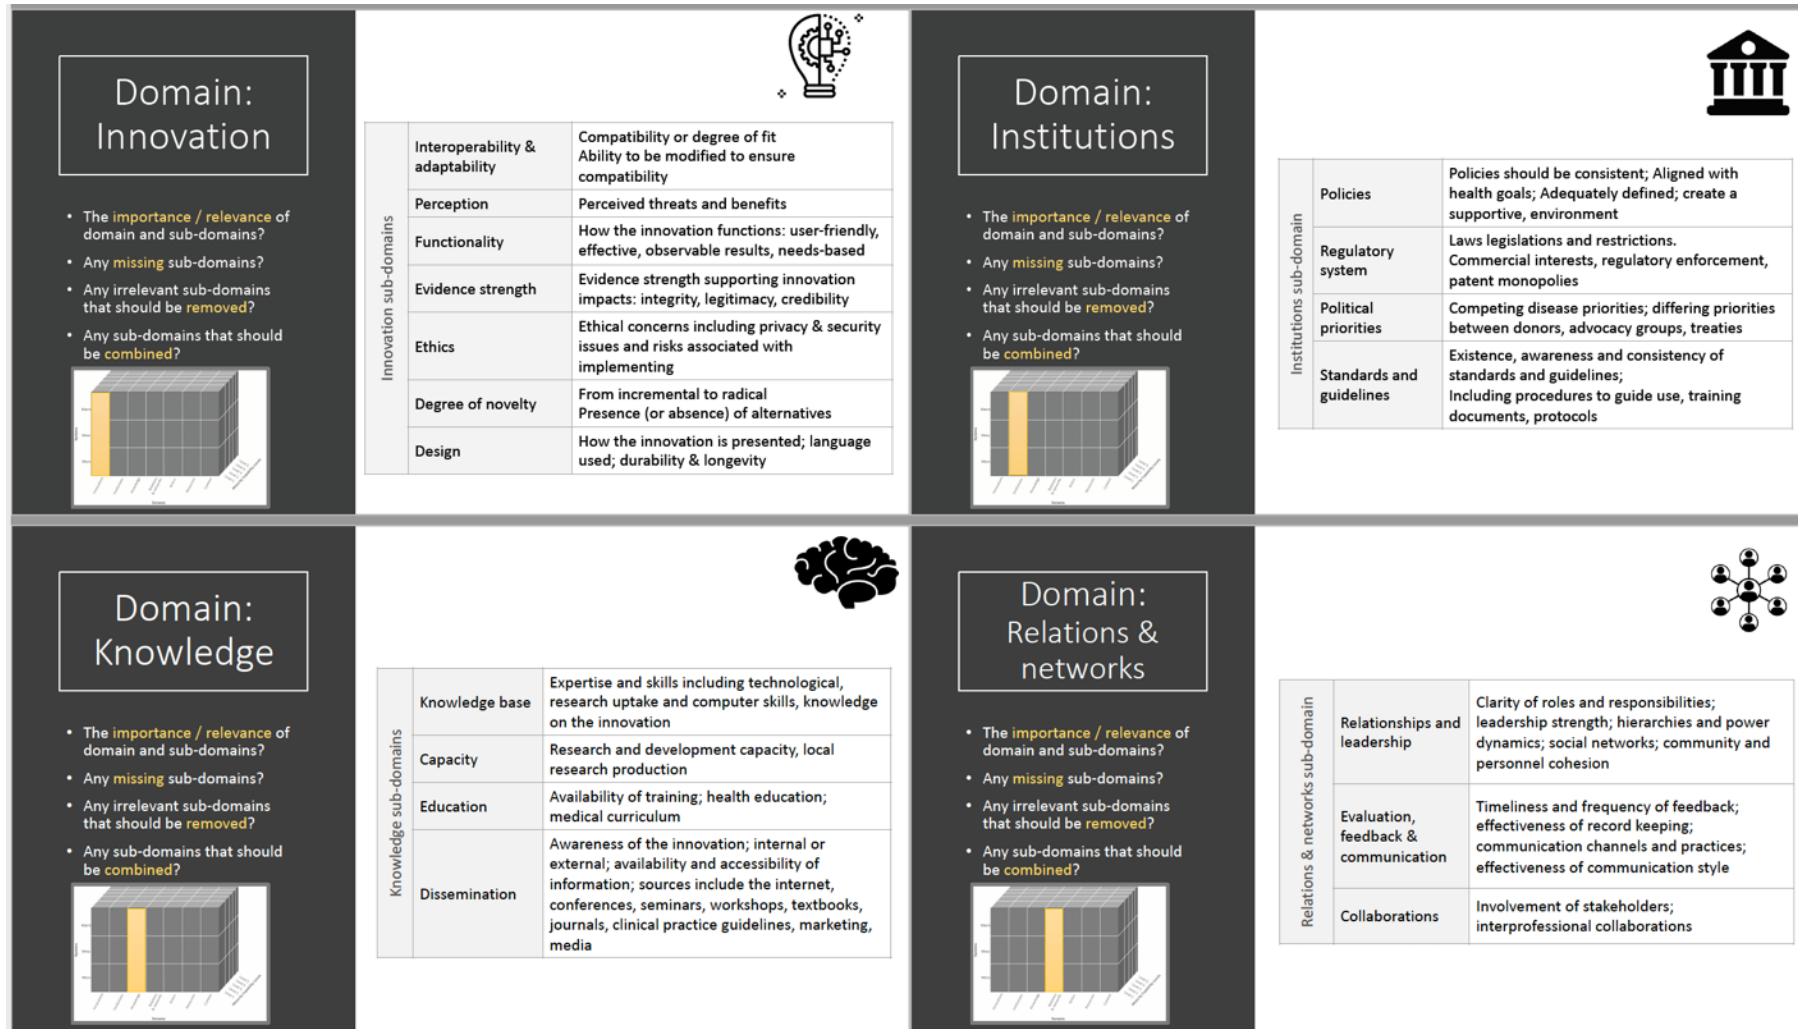 Domain:
Innovation
• The importance / relevance of
domain and sub-domains?
• Any missing sub-domains?
• Any irrelevant sub-domains
that should be removed?
• Any sub-domains that should
be combined?
Innovation sub-domains
Interoperability &
adaptability
Compatibility or degree of fit
Ability to be modified to ensure
compatibility
Perception
Perceived threats and benefits
Functionality
How the innovation functions: user-friendly,
effective, observable results, needs-based
Evidence strength
Evidence strength supporting innovation
impacts: integrity, legitimacy, credibility
Ethics
Ethical concerns including privacy & security
issues and risks associated with
implementing
Degree of novelty
From incremental to radical
Presence (or absence) of alternatives
Design
How the innovation is presented; language
used; durability & longevity
Domain:
Institutions
• The importance / relevance of
domain and sub-domains?
• Any missing sub-domains?
• Any irrelevant sub-domains
that should be removed?
• Any sub-domains that should
be combined?
Institutions sub-domain
Policies
Policies should be consistent; Aligned with
health goals; Adequately defined; create a
supportive, environment
Regulatory
system
Laws legislations and restrictions.
Commercial interests, regulatory enforcement,
patent monopolies
Political
priorities
Competing disease priorities; differing priorities
between donors, advocacy groups, treaties
Standards and
guidelines
Existence, awareness and consistency of
standards and guidelines;
Including procedures to guide use, training
documents, protocols
Domain:
Knowledge
• The importance / relevance of
domain and sub-domains?
• Any missing sub-domains?
• Any irrelevant sub-domains
that should be removed?
• Any sub-domains that should
be combined?
Knowledge sub-domains
Knowledge base
Expertise and skills including technological,
research uptake and computer skills, knowledge
on the innovation
Capacity
Research and development capacity, local
research production
Education
Availability of training; health education;
medical curriculum
Dissemination
Awareness of the innovation; internal or
external; availability and accessibility of
information; sources include the internet,
conferences, seminars, workshops, textbooks,
journals, clinical practice guidelines, marketing,
media
Domain:
Relations &
networks
• The importance / relevance of
domain and sub-domains?
• Any missing sub-domains?
• Any irrelevant sub-domains
that should be removed?
• Any sub-domains that should
be combined?
Relations & networks sub-domain
Relationships and
leadership
Clarity of roles and responsibilities;
leadership strength; hierarchies and power
dynamics; social networks; community and
personnel cohesion
Evaluation,
feedback &
communication
Timeliness and frequency of feedback;
effectiveness of record keeping;
communication channels and practices;
effectiveness of communication style
Collaborations
Involvement of stakeholders;
interprofessional collaborations